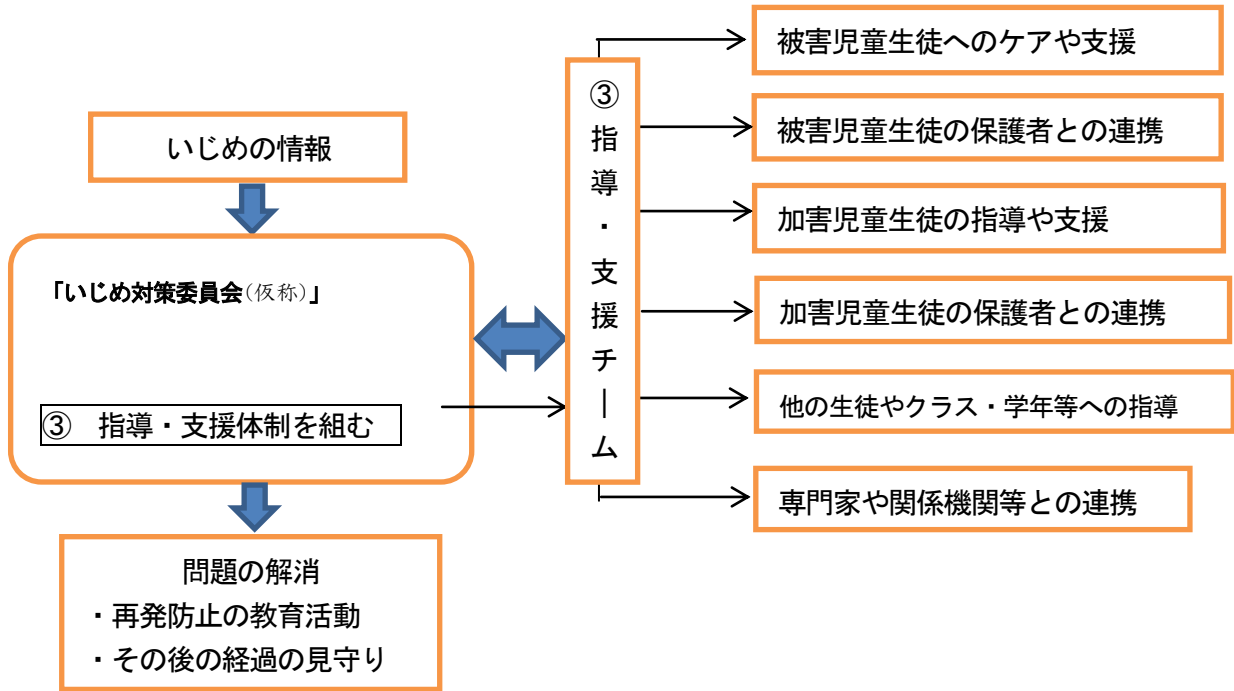 いじめの情報
「いじめ対策委員会(仮称)」
③ 指導・支援体制を組む
問題の解消
・再発防止の教育活動
・その後の経過の見守り
③指導・支援チーム
被害児童生徒へのケアや支援
被害児童生徒の保護者との連携
加害児童生徒の指導や支援
加害児童生徒の保護者との連携
他の生徒やクラス・学年等への指導
専門家や関係機関等との連携